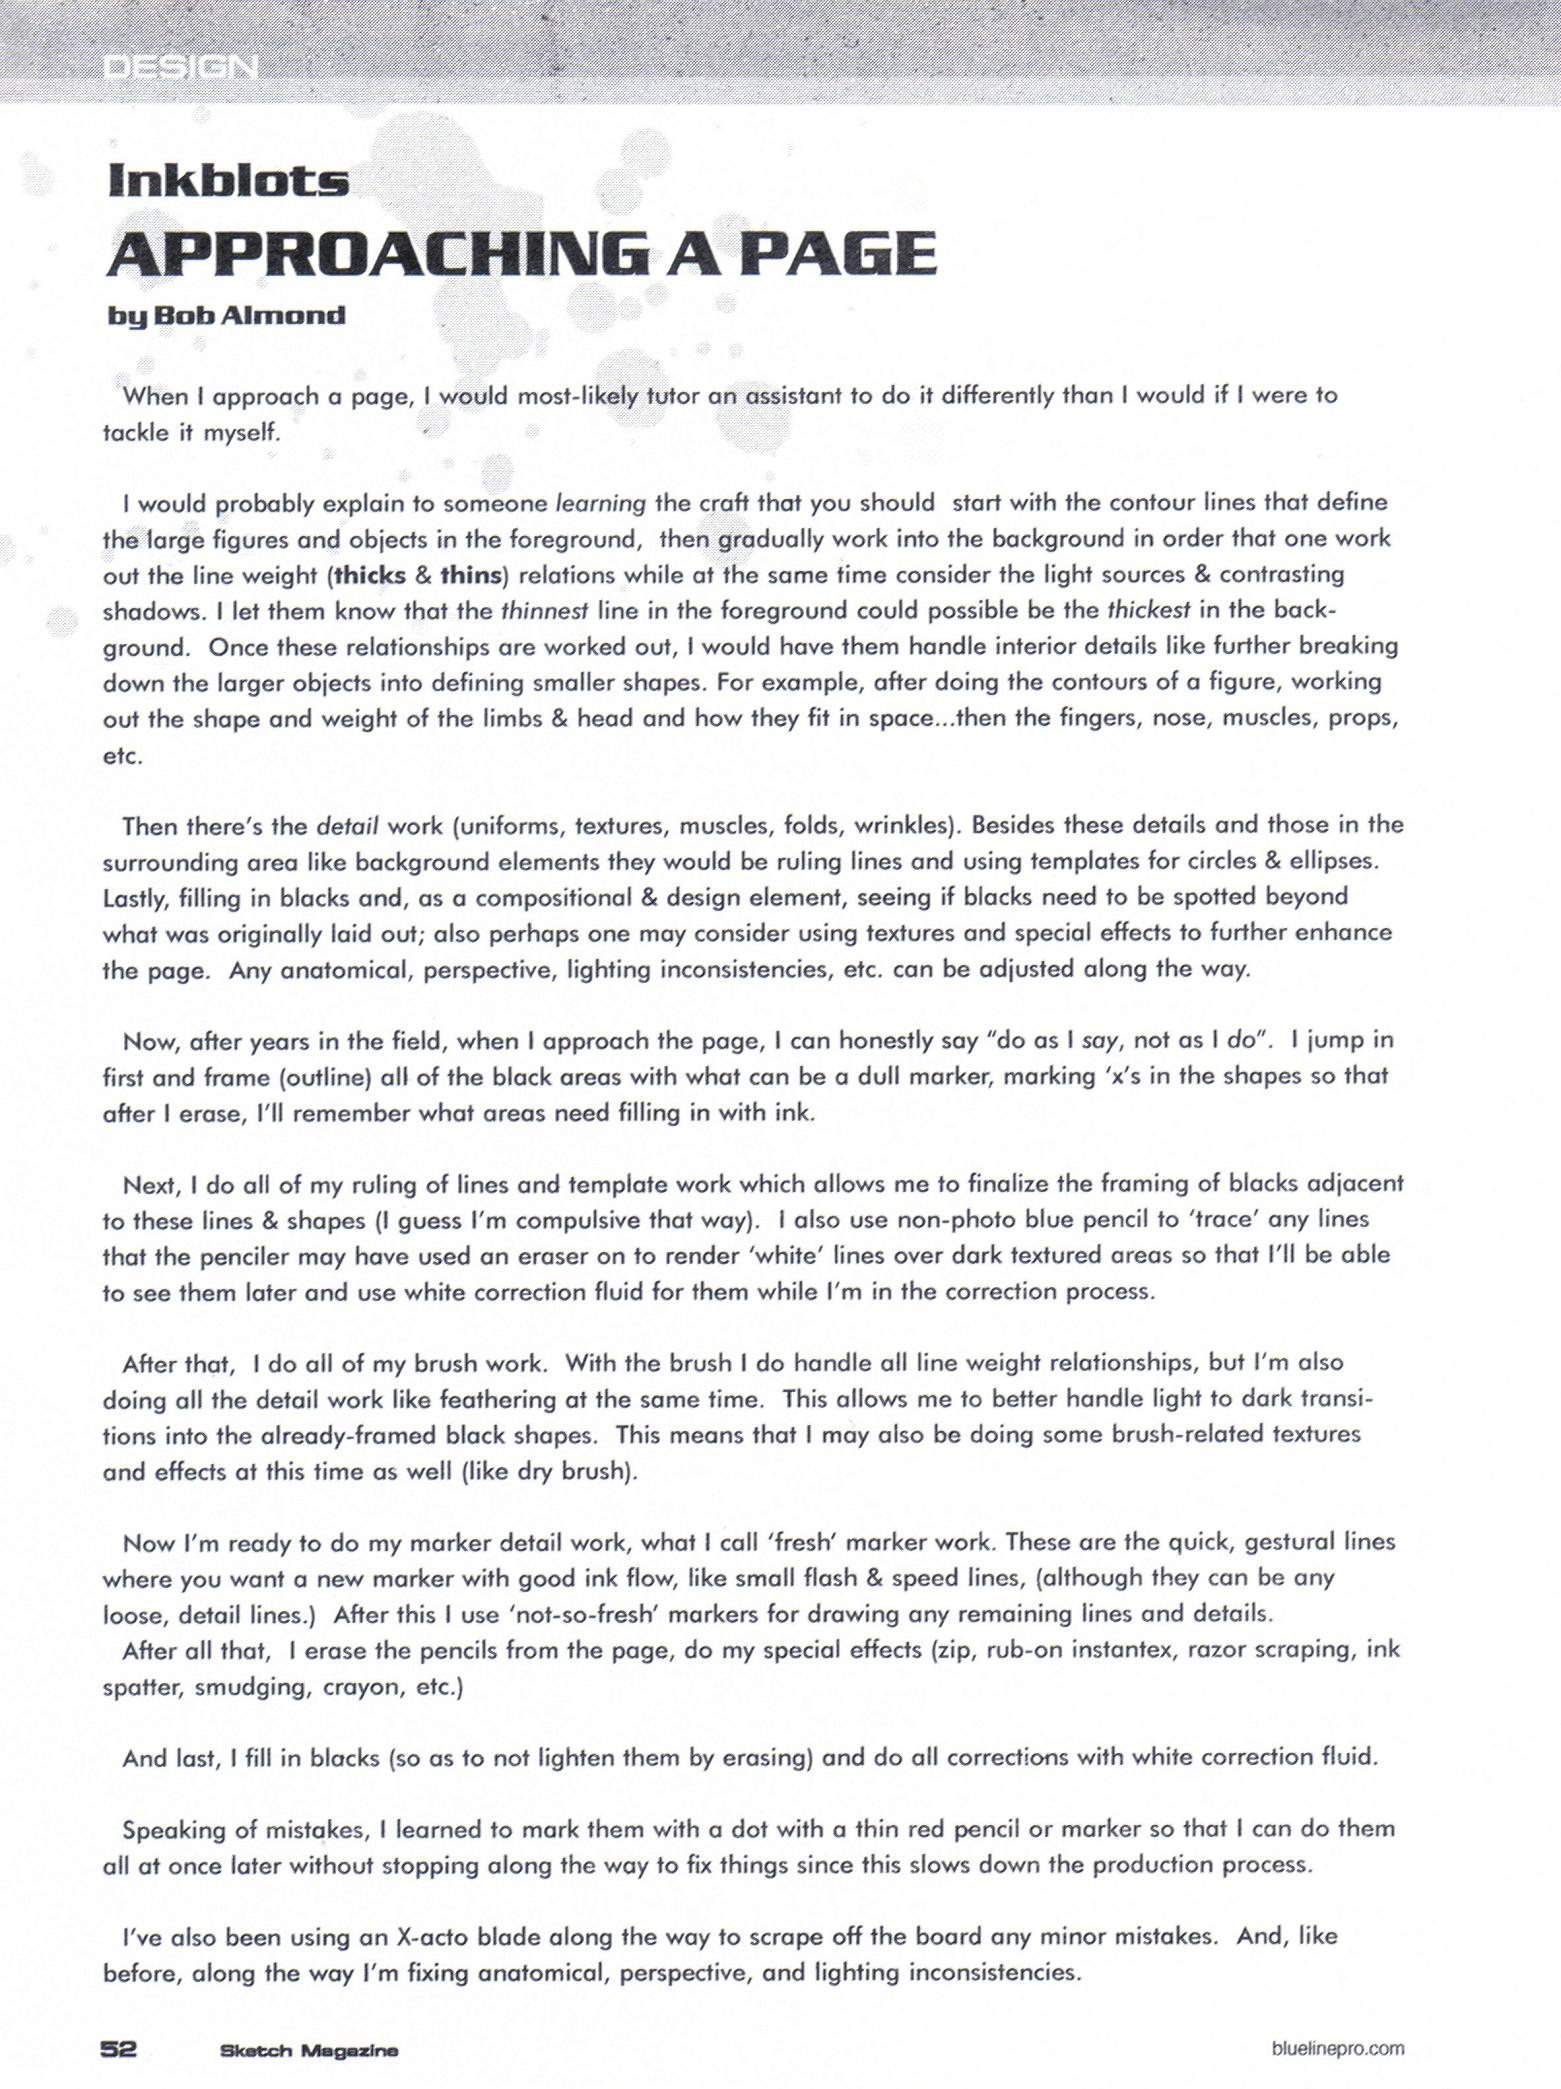 DESIGN
Inkblots
APPROACHING A PAGE
by Bob Almond
When I approach a page, I would most-likely tutor an assistant to do it differently than I would if I were to
tackle it myself.
I would probably explain to someone learning the craft that you should start with the contour lines that define
the large figures and objects in the foreground, then gradually work into the background in order that one work
out the line weight (thicks & thins) relations while at the same time consider the light sources & contrasting
shadows. I let them know that the thinnest line in the foreground could possible be the thickest in the back-
ground. Once these relationships are worked out, I would have them handle interior details like further breaking
down the larger objects into defining smaller shapes. For example, after doing the contours of a figure, working
out the shape and weight of the limbs & head and how they fit in space...then the fingers, nose, muscles, props,
etc.
Then there's the detail work (uniforms, textures, muscles, folds, wrinkles). Besides these details and those in the
surrounding area like background elements they would be ruling lines and using templates for circles & ellipses.
Lastly, filling in blacks and, as a compositional & design element, seeing if blacks need to be spotted beyond
what was originally laid out; also perhaps one may consider using textures and special effects to further enhance
the page. Any anatomical, perspective, lighting inconsistencies, etc. can be adjusted along the way.
Now, after years in the field, when I approach the page, I can honestly say "do as I say, not as I do". I jump in
first and frame (outline) all of the black areas with what can be a dull marker, marking 'x's in the shapes so that
after I erase, I'll remember what areas need filling in with ink.
Next, I do all of my ruling of lines and template work which allows me to finalize the framing of blacks adjacent
to these lines & shapes (I guess I'm compulsive that way). I also use non-photo blue pencil to 'trace' any lines
that the penciler may have used an eraser on to render 'white' lines over dark textured areas so that I'll be able
to see them later and use white correction fluid for them while I'm in the correction process.
After that, I do all of my brush work. With the brush I do handle all line weight relationships, but I'm also
doing all the detail work like feathering at the same time. This allows me to better handle light to dark transi-
tions into the already-framed black shapes. This means that I may also be doing some brush-related textures
and effects at this time as well (like dry brush).
Now I'm ready to do my marker detail work, what I call 'fresh' marker work. These are the quick, gestural lines
where you want a new marker with good ink flow, like small flash & speed lines, (although they can be any
loose, detail lines.) After this I use 'not-so-fresh' markers for drawing any remaining lines and details.
After all that, I erase the pencils from the page, do my special effects (zip, rub-on instantex, razor scraping, ink
spatter, smudging, crayon, etc.)
And last, I fill in blacks (so as to not lighten them by erasing) and do all corrections with white correction fluid.
Speaking of mistakes, I learned to mark them with a dot with a thin red pencil or marker so that I can do them
all at once later without stopping along the way to fix things since this slows down the production process.
I've also been using an X-acto blade along the way to scrape off the board any minor mistakes. And, like
before, along the way I'm fixing anatomical, perspective, and lighting inconsistencies.
52 Sketch Magazine bluelinepro.com